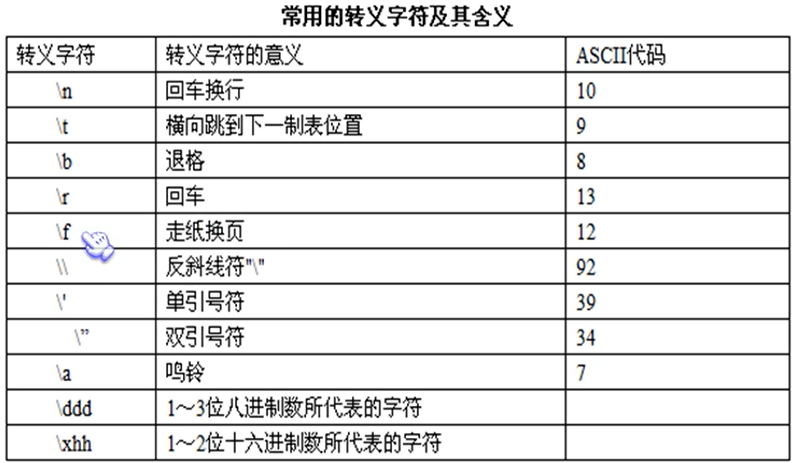 常用的转义字符及其含义
转义字符 转义字符的意义 ASCII代码
\n 回车换行 10
\t 横向跳到下一制表位置 9
\b 退格 8
\r 回车 13
\f 走纸换页 12
\\ 反斜线符"\" 92
\' 单引号符 39
\” 双引号符 34
\a 鸣铃 7
\ddd 1～3位八进制数所代表的字符
\xhh 1～2位十六进制数所代表的字符